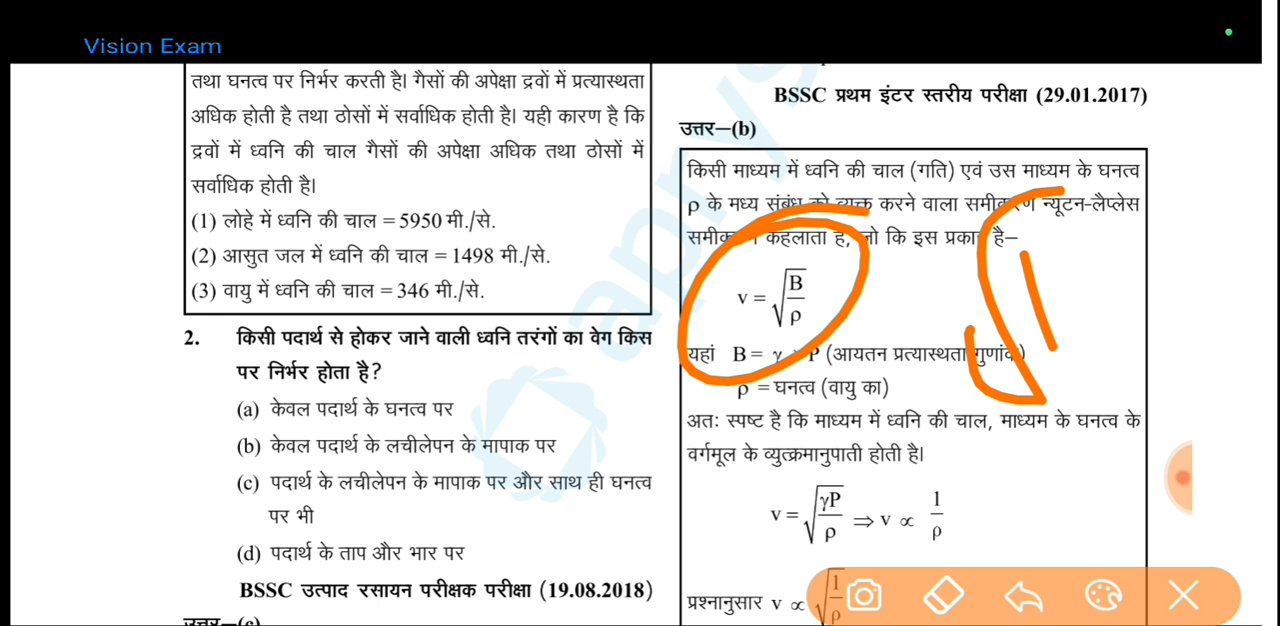 Vision Exam
तथा घनत्व पर निर्भर करती है। गैसों की अपेक्षा द्रवों में प्रत्यास्थता
अधिक होती है तथा ठोसों में सर्वाधिक होती है। यही कारण है कि
द्रवों में ध्वनि की चाल गैसों की अपेक्षा अधिक तथा ठोसों में
सर्वाधिक होती है।
(1) लोहे में ध्वनि की चाल = 5950 मी./से.
(2) आसुत जल में ध्वनि की चाल = 1498 मी./से.
(3) वायु में ध्वनि की चाल = 346 मी./से.
2. किसी पदार्थ से होकर जाने वाली ध्वनि तरंगों का वेग किस
पर निर्भर होता है?
(a) केवल पदार्थ के घनत्व पर
(b) केवल पदार्थ के लचीलेपन के मापाक पर
(c) पदार्थ के लचीलेपन के मापाक पर और साथ ही घनत्व
पर भी
(d) पदार्थ के ताप और भार पर
BSSC उत्पाद रसायन परीक्षक परीक्षा (19.08.2018)
उत्तर–(c)
BSSC प्रथम इंटर स्तरीय परीक्षा (29.01.2017)
उत्तर–(b)
किसी माध्यम में ध्वनि की चाल (गति) एवं उस माध्यम के घनत्व
ρ के मध्य संबंध को व्यक्त करने वाला समीकरण न्यूटन-लैप्लेस
कहलाता है, जो कि इस प्रकार है–
v = √(B/ρ)
यहां B = γ × P (आयतन प्रत्यास्थता गुणांक)
ρ = घनत्व (वायु का)
अतः स्पष्ट है कि माध्यम में ध्वनि की चाल, माध्यम के घनत्व के
वर्गमूल के व्युत्क्रमानुपाती होती है।
v = √(γP/ρ) ⇒ v ∝ 1/ρ
प्रश्नानुसार v ∝ √(1/ρ)